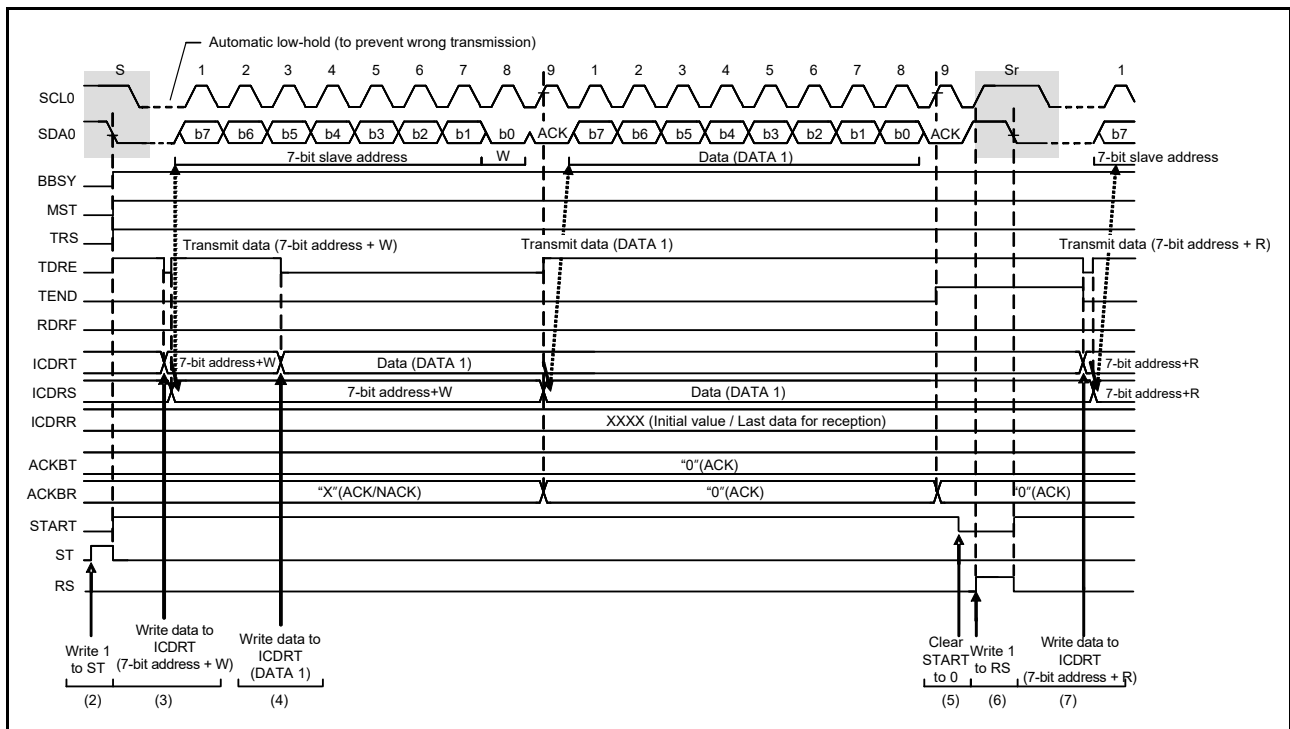 Automatic low-hold (to prevent wrong transmission)
S 1 2 3 4 5 6 7 8 9 1 2 3 4 5 6 7 8 9 Sr 1
SCL0
SDA0 b7 b6 b5 b4 b3 b2 b1 b0 ACK b7 b6 b5 b4 b3 b2 b1 b0 ACK b7
7-bit slave address W Data (DATA 1) 7-bit slave address
BBSY
MST
TRS
Transmit data (7-bit address + W) Transmit data (DATA 1) Transmit data (7-bit address + R)
TDRE
TEND
RDRF
ICDRT 7-bit address+W Data (DATA 1) 7-bit address+R
ICDRS 7-bit address+W Data (DATA 1) 7-bit address+R
ICDRR XXXX (Initial value / Last data for reception)
ACKBT "0"(ACK)
ACKBR "X"(ACK/NACK) "0"(ACK) "0"(ACK)
START
ST
RS
Write 1
to ST
Write data to
ICDRT
(7-bit address + W)
Write data to
ICDRT
(DATA 1)
Clear
START
to 0
Write 1
to RS
Write data to
ICDRT
(7-bit address + R)
(2) (3) (4) (5) (6) (7)